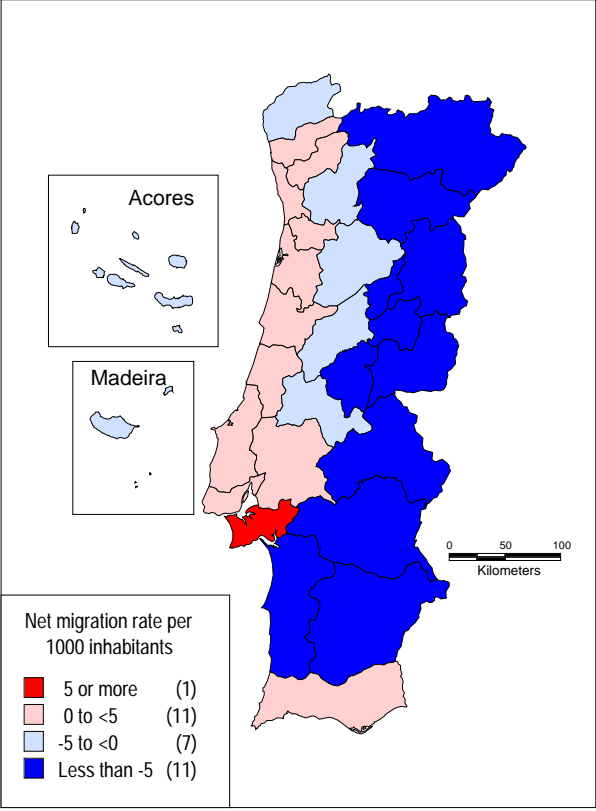 Acores
Madeira
0 50 100
Kilometers
Net migration rate per
1000 inhabitants
5 or more (1)
0 to <5 (11)
-5 to <0 (7)
Less than -5 (11)